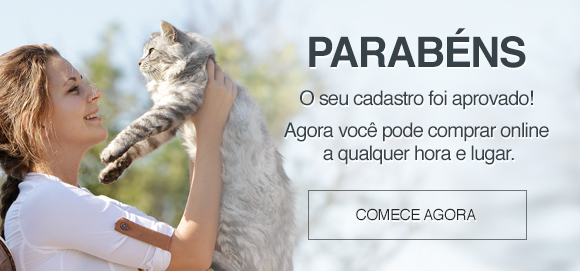 PARABÉNS
O seu cadastro foi aprovado!
Agora você pode comprar online
a qualquer hora e lugar.
COMECE AGORA